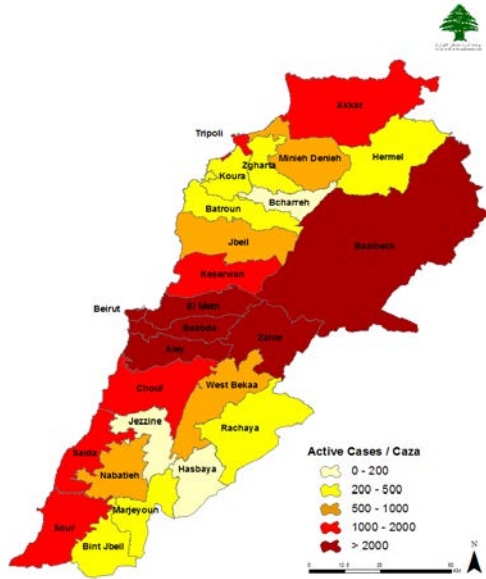 Akkar
Tripoli
Minieh Denieh
Hermel
Zgharta
Koura
Bcharreh
Batroun
Baalbeck
Jbeil
Keserwan
El Metn
Beirut
Baabda
Zahle
Aley
Chouf
West Bekaa
Jezzine
Rachaya
Saida
Hasbaya
Nabatieh
Marjeyoun
Sour
Bint Jbeil
Active Cases / Caza
0 - 200
200 - 500
500 - 1000
1000 - 2000
> 2000
N